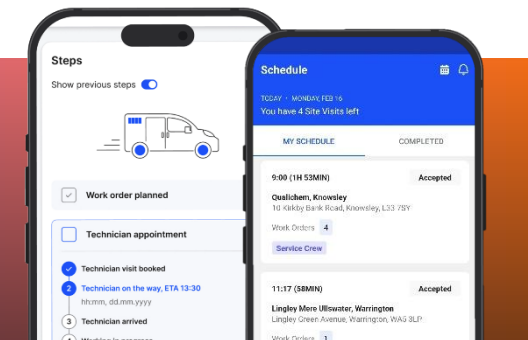 Steps
Show previous steps
Work order planned
Technician appointment
Technician visit booked
2 Technician on the way, ETA 13:30
hh:mm, dd.mm.yyyy
3 Technician arrived
Working in progress
Schedule
TODAY · MONDAY, FEB 16
You have 4 Site Visits left
MY SCHEDULE COMPLETED
9:00 (1H 53MIN) Accepted
Qualichem, Knowsley
10 Kirkby Bank Road, Knowsley, L33 7SY
Work Orders 4
Service Crew
11:17 (58MIN) Accepted
Lingley Mere Ullswater, Warrington
Lingley Green Avenue, Warrington, WA5 3LP
Work Orders 1